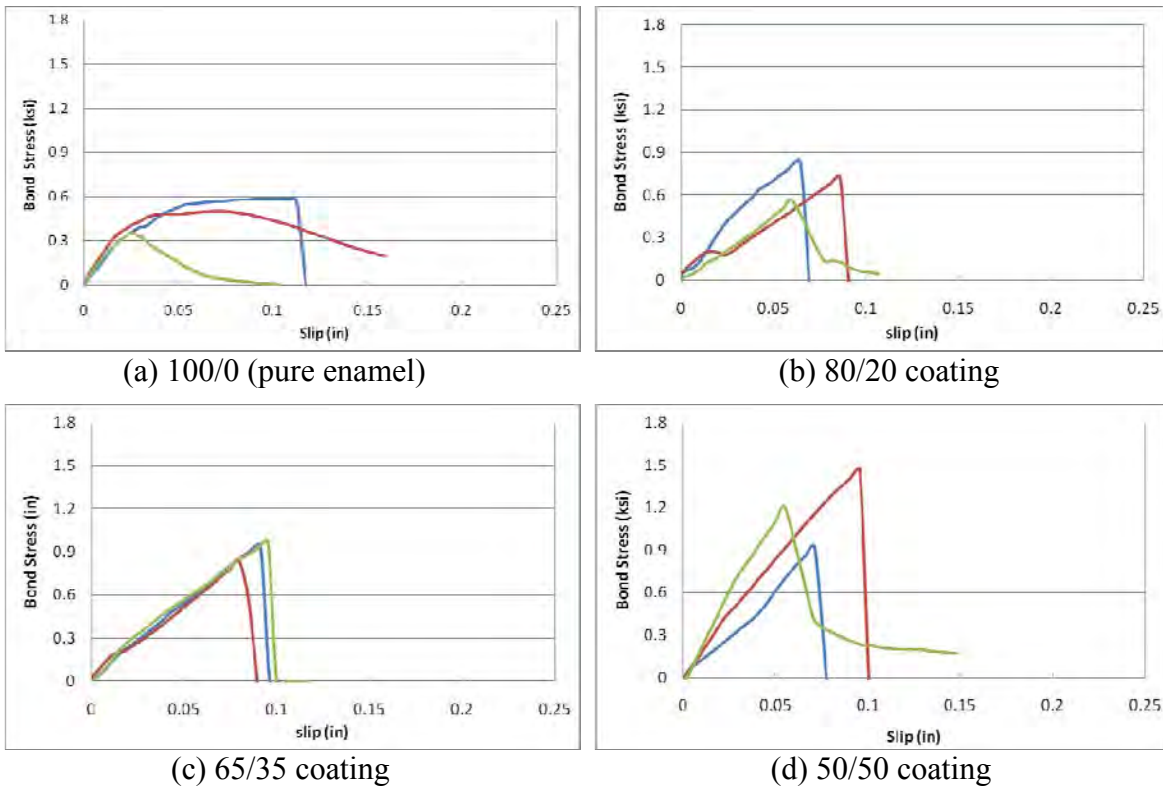 1.8
1.5
1.2
0.9
0.6
0.3
0
Bond Stress (ksi)
0 0.05 0.1 0.15 0.2 0.25
Slip (in)
(a) 100/0 (pure enamel)
1.8
1.5
1.2
0.9
0.6
0.3
0
Bond Stress (ksi)
0 0.05 0.1 0.15 0.2 0.25
slip (in)
(b) 80/20 coating
1.8
1.5
1.2
0.9
0.6
0.3
0
Bond Stress (in)
0 0.05 0.1 0.15 0.2 0.25
slip (in)
(c) 65/35 coating
1.8
1.5
1.2
0.9
0.6
0.3
0
Bond Stress (ksi)
0 0.05 0.1 0.15 0.2 0.25
Slip (in)
(d) 50/50 coating